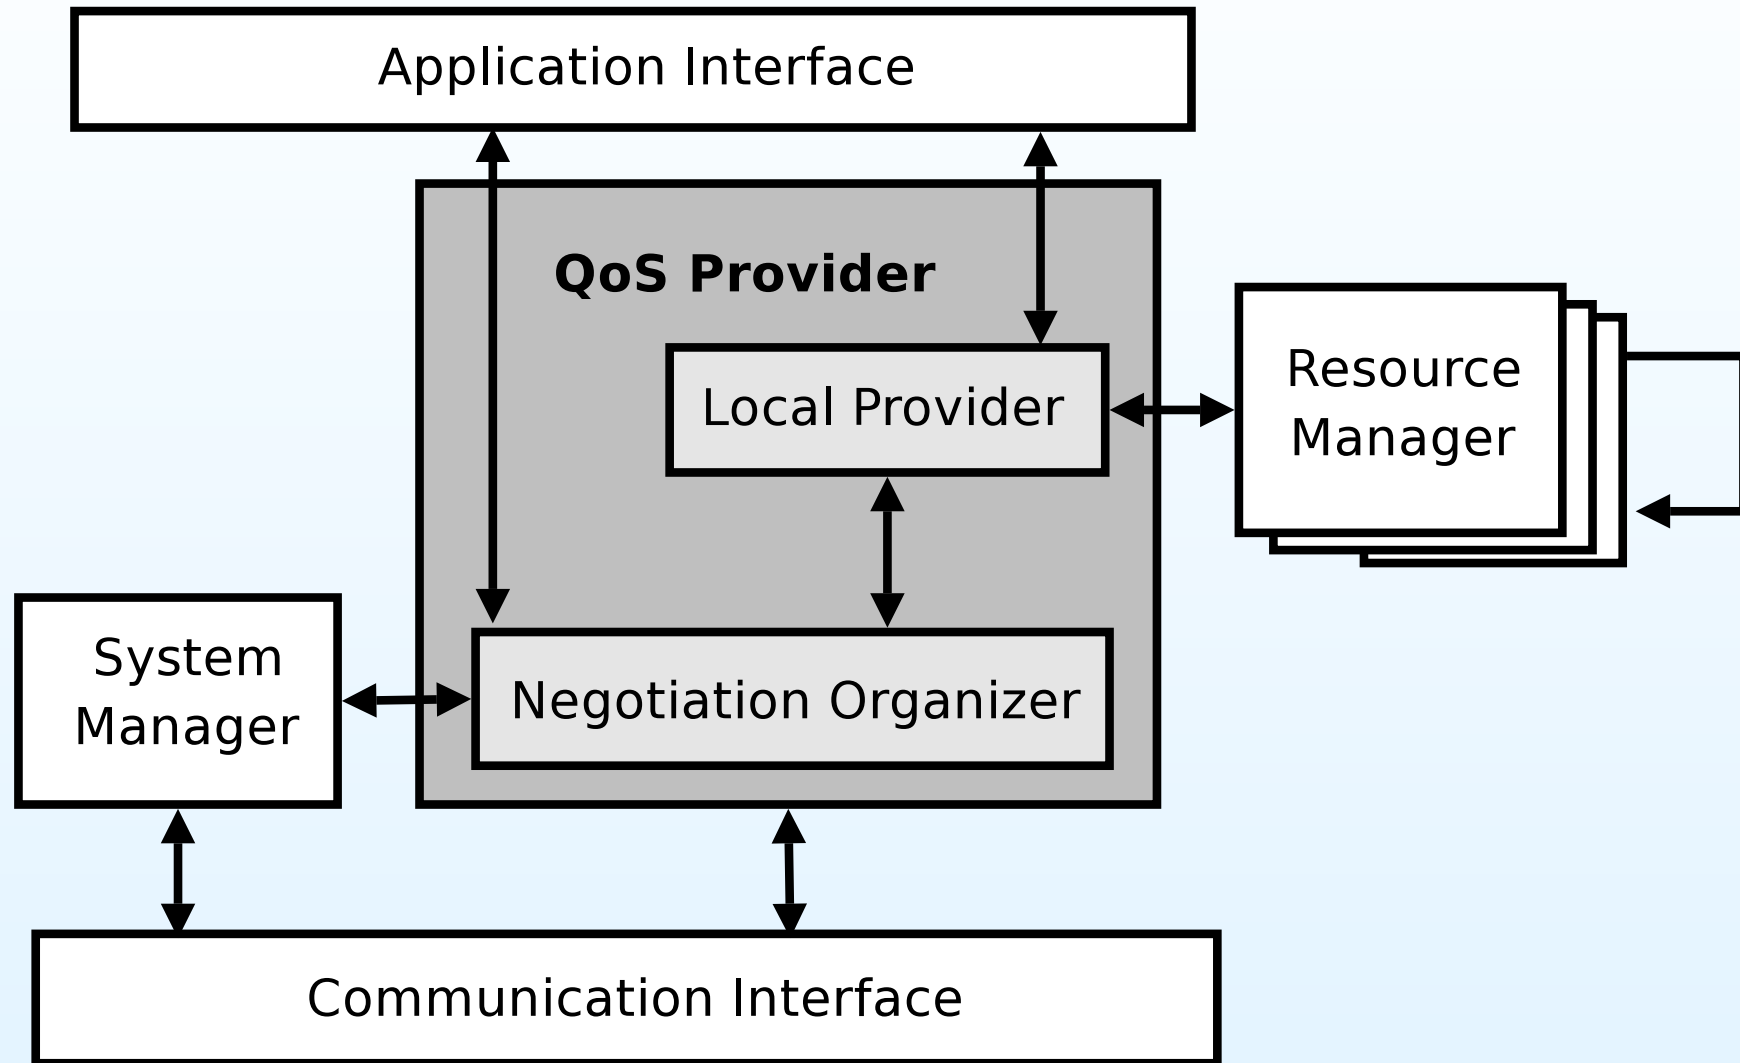 Application Interface
QoS Provider
Local Provider
Resource
Manager
System
Manager
Negotiation Organizer
Communication Interface